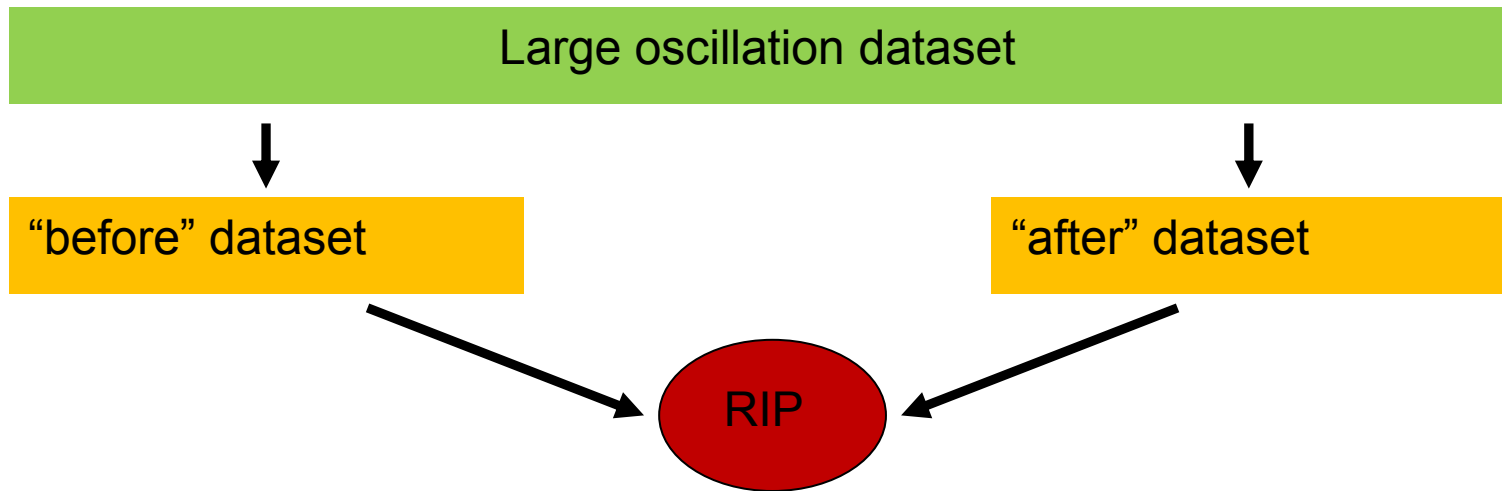 Large oscillation dataset
“before” dataset
“after” dataset
RIP